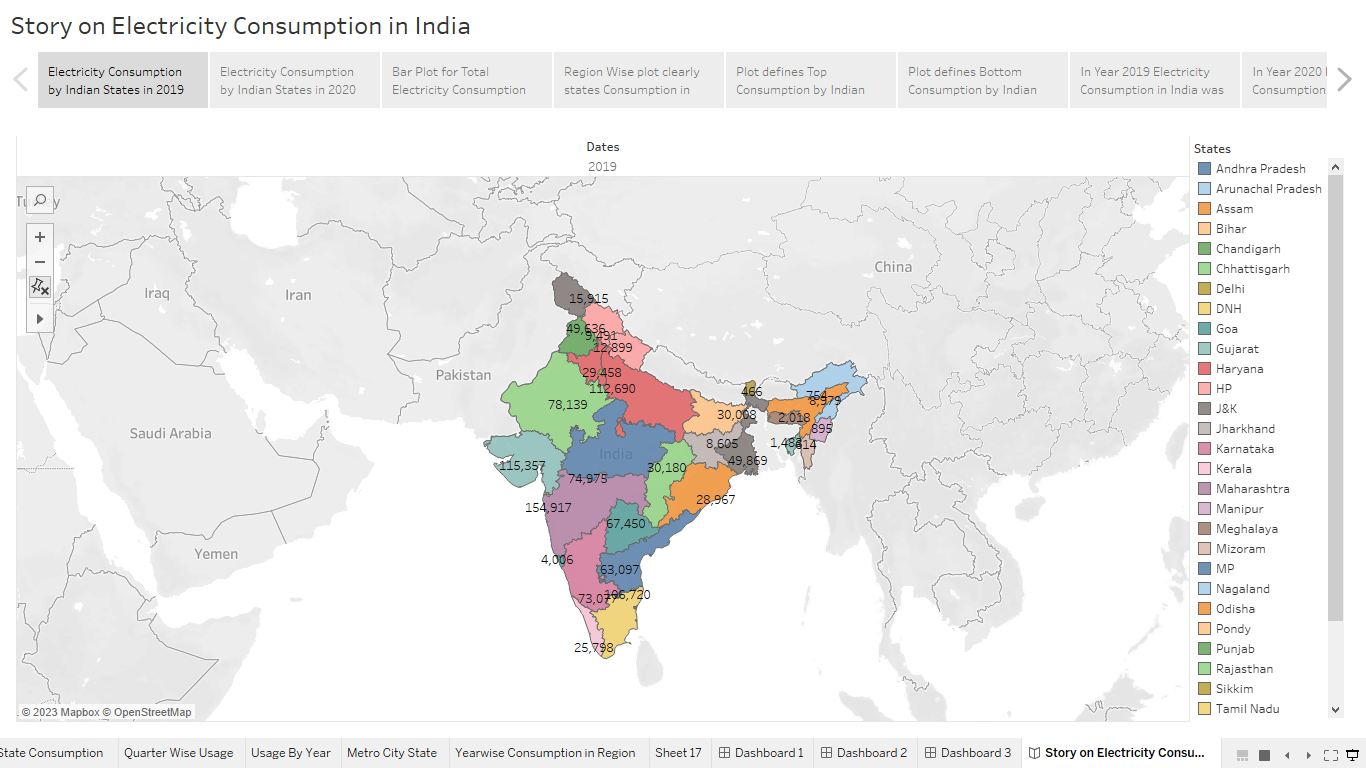 Story on Electricity Consumption in India
Electricity Consumption
by Indian States in 2019
Electricity Consumption
by Indian States in 2020
Bar Plot for Total
Electricity Consumption
Region Wise plot clearly
states Consumption in
Plot defines Top
Consumption by Indian
Plot defines Bottom
Consumption by Indian
In Year 2019 Electricity
Consumption in India was
In Year 2020
Consumption
Dates
2019
China
Iraq
Iran
Pakistan
Saudi Arabia
Yemen
India
15,915
49,636
9,491
12,899
29,458
112,690
78,139
466
754
8,979
30,008
2,018
895
8,605
614
49,869
115,357
30,180
74,975
28,967
154,917
67,450
4,006
63,097
106,720
25,798
© 2023 Mapbox © OpenStreetMap
States
Andhra Pradesh
Arunachal Pradesh
Assam
Bihar
Chandigarh
Chhattisgarh
Delhi
DNH
Goa
Gujarat
Haryana
HP
J&K
Jharkhand
Karnataka
Kerala
Maharashtra
Manipur
Meghalaya
Mizoram
MP
Nagaland
Odisha
Pondy
Punjab
Rajasthan
Sikkim
Tamil Nadu
State Consumption
Quarter Wise Usage
Usage By Year
Metro City State
Yearwise Consumption in Region
Sheet 17
Dashboard 1
Dashboard 2
Dashboard 3
Story on Electricity Consu...